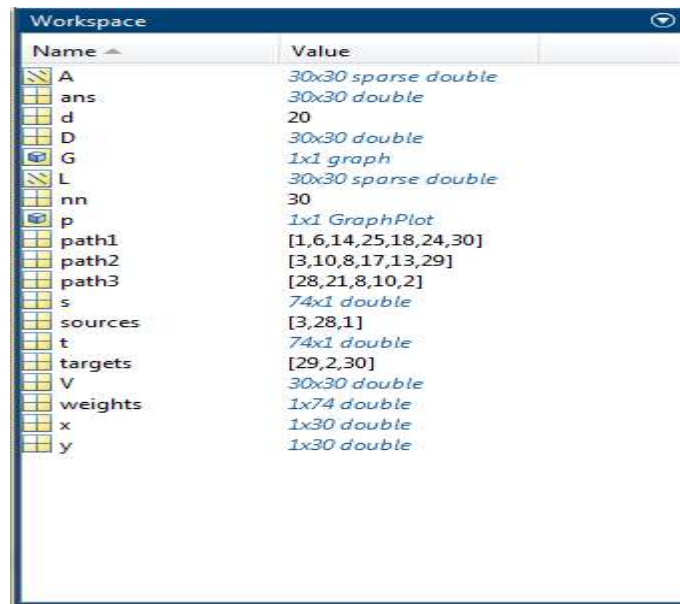 Workspace
Name Value
A 30x30 sparse double
ans 30x30 double
d 20
D 30x30 double
G 1x1 graph
L 30x30 sparse double
nn 30
p 1x1 GraphPlot
path1 [1,6,14,25,18,24,30]
path2 [3,10,8,17,13,29]
path3 [28,21,8,10,2]
s 74x1 double
sources [3,28,1]
t 74x1 double
targets [29,2,30]
V 30x30 double
weights 1x74 double
x 1x30 double
y 1x30 double